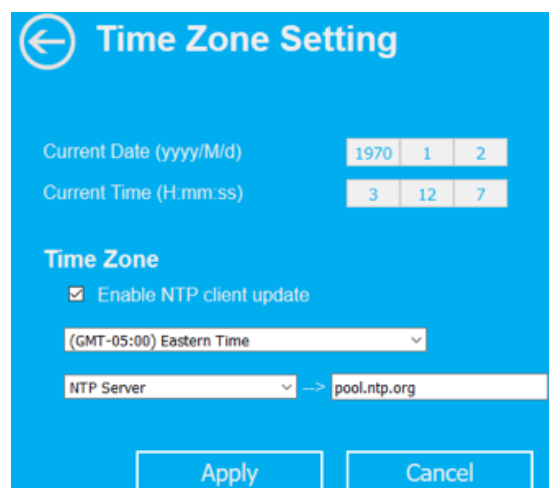 Time Zone Setting
Current Date (yyyy/M/d) 1970 1 2
Current Time (H:mm:ss) 3 12 7
Time Zone
Enable NTP client update
(GMT-05:00) Eastern Time
NTP Server --> pool.ntp.org
Apply Cancel